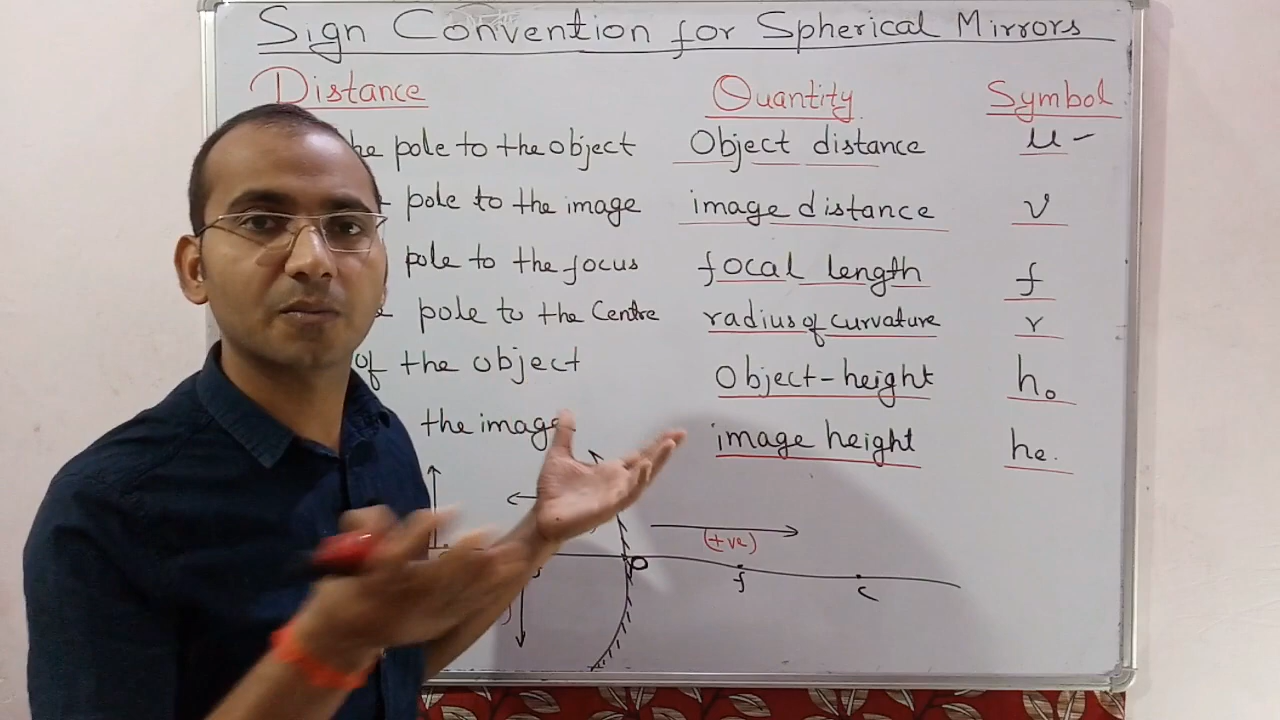 Sign Convention for Spherical Mirrors
Distance Quantity Symbol
pole to the object Object distance u -
pole to the image image distance v
pole to the focus focal length f
pole to the Centre radius of curvature r
of the object Object-height ho
the image image height he.
(+ve)
P
f
c